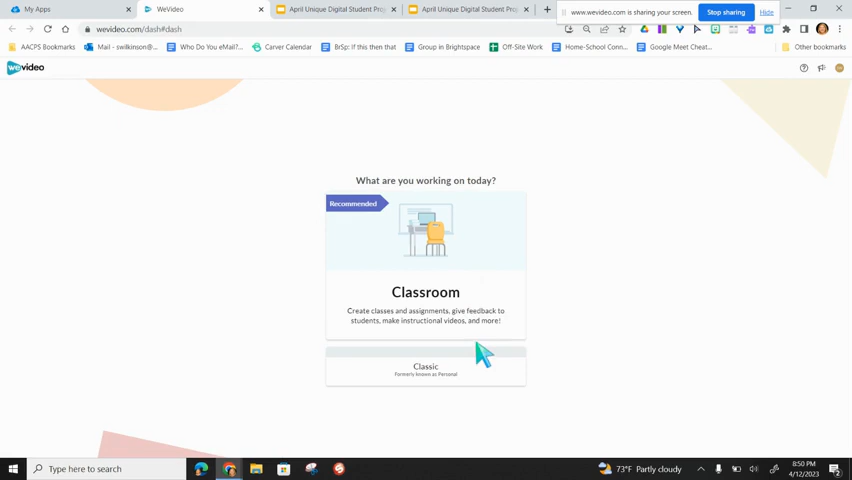 My Apps
WeVideo
April Unique Digital Student Proj
April Unique Digital Student Proj
www.wevideo.com is sharing your screen.
Stop sharing
Hide
wevideo.com/dash#dash
AACPS Bookmarks
Mail - swilkinson@...
Who Do You eMail?...
Carver Calendar
BrSp: If this then that
Group in Brightspace
Off-Site Work
Home-School Conn...
Google Meet Cheat...
Other bookmarks
wevideo
What are you working on today?
Recommended
Classroom
Create classes and assignments, give feedback to
students, make instructional videos, and more!
Classic
Formerly known as Personal
Type here to search
73°F Partly cloudy
8:50 PM
4/12/2023
2